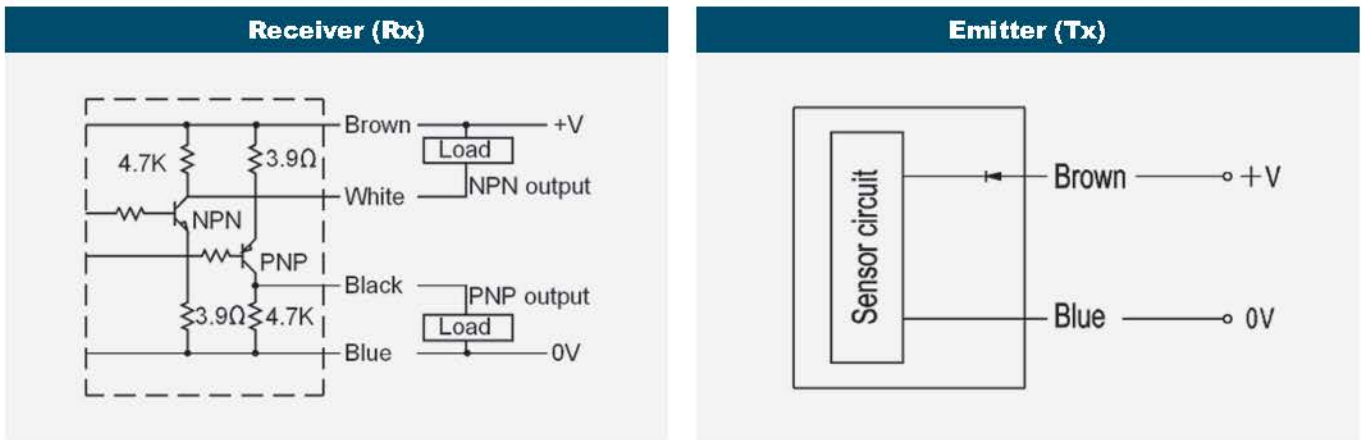 Receiver (Rx)
Brown
+V
Load
4.7K
3.9Ω
NPN output
White
NPN
PNP
Black
PNP output
3.9Ω
4.7K
Load
Blue
0V
Emitter (Tx)
Sensor circuit
Brown
+V
Blue
0V